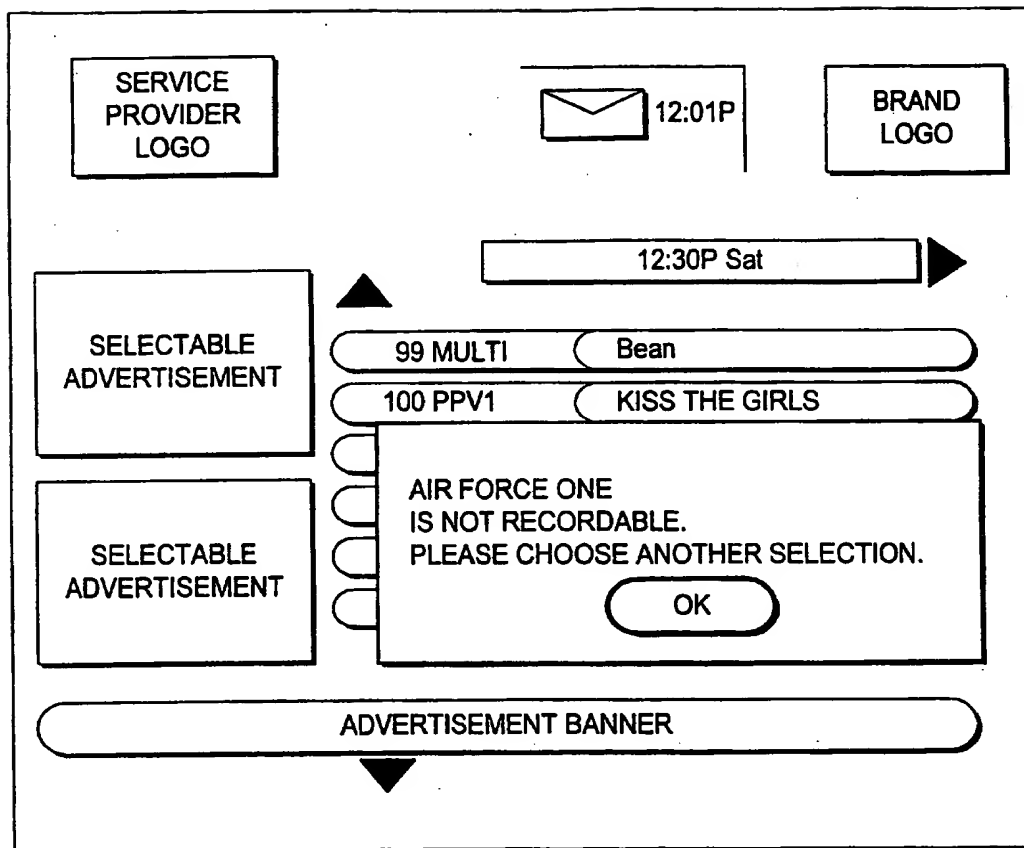 SERVICE
PROVIDER
LOGO
12:01P
BRAND
LOGO
12:30P Sat
SELECTABLE
ADVERTISEMENT
99 MULTI Bean
100 PPV1 KISS THE GIRLS
AIR FORCE ONE
IS NOT RECORDABLE.
PLEASE CHOOSE ANOTHER SELECTION.
OK
SELECTABLE
ADVERTISEMENT
ADVERTISEMENT BANNER